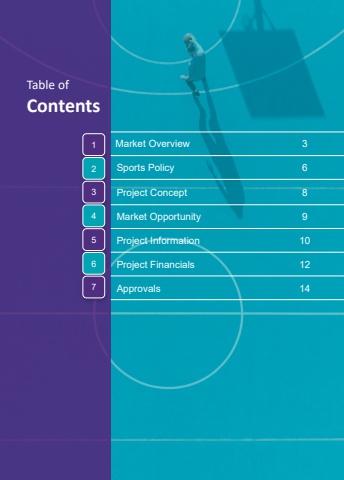 Table of
Contents
1 Market Overview 3
2 Sports Policy 6
3 Project Concept 8
4 Market Opportunity 9
5 Project Information 10
6 Project Financials 12
7 Approvals 14